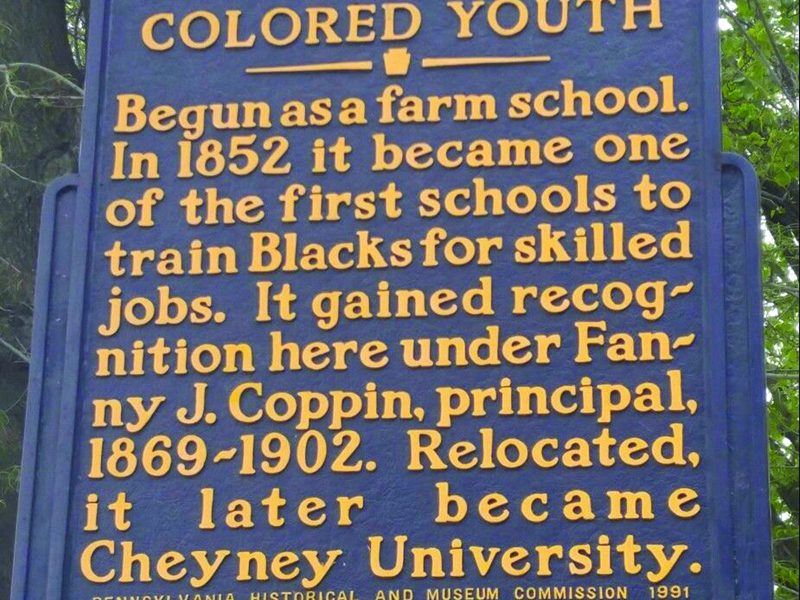 COLORED YOUTH
Begun as a farm school.
In 1852 it became one
of the first schools to
train Blacks for skilled
jobs. It gained recog-
nition here under Fan-
ny J. Coppin, principal,
1869-1902. Relocated,
it later became
Cheyney University.
PENNSYLVANIA HISTORICAL AND MUSEUM COMMISSION 1991